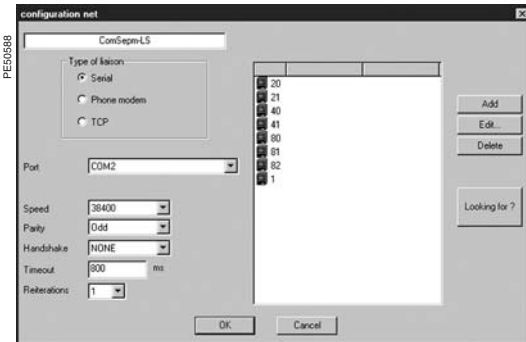 configuration net
PE50588
ComSepm-LS
Type of liaison
Serial
Phone modem
TCP
Port
COM2
Speed
38400
Parity
Odd
Handshake
NONE
Timeout
800
ms
Reiterations
1
20
21
40
41
80
81
82
1
Add
Edit...
Delete
Looking for ?
OK
Cancel